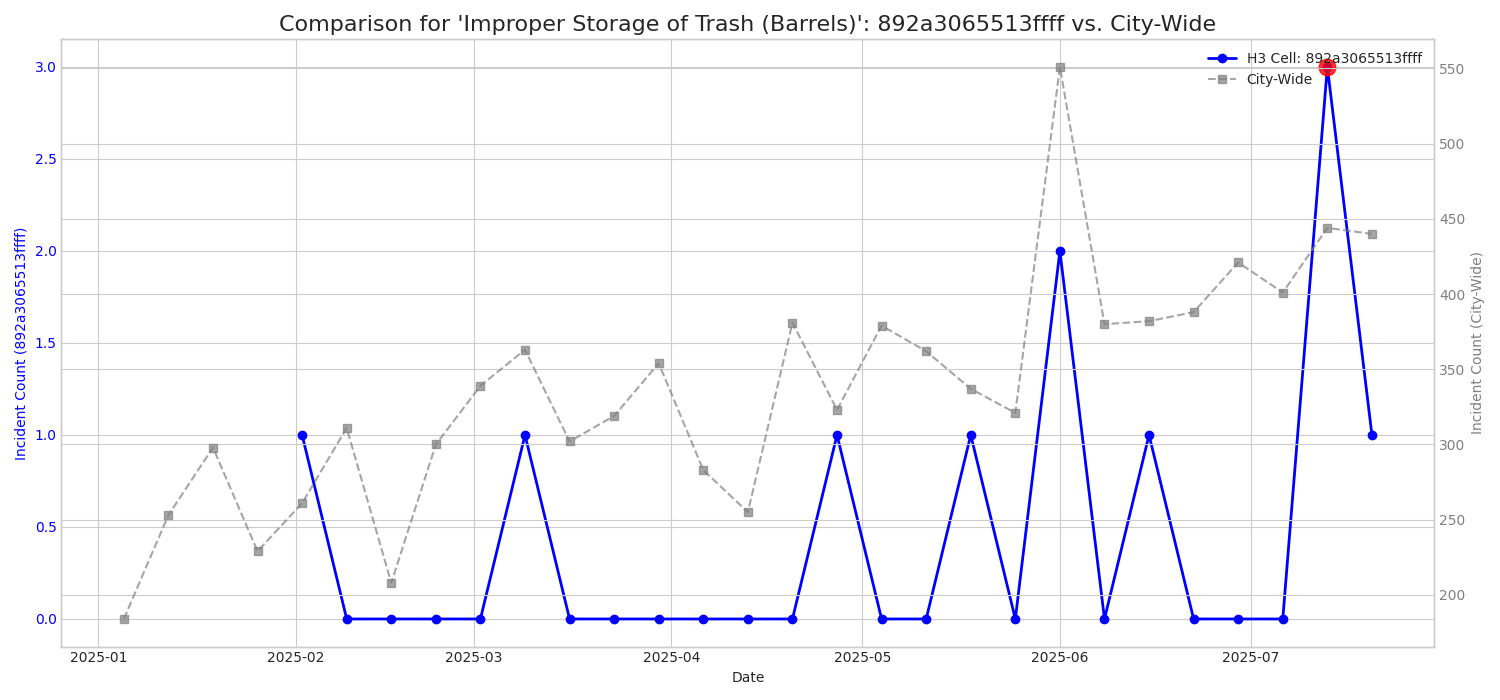 Comparison for 'Improper Storage of Trash (Barrels)': 892a3065513ffff vs. City-Wide
H3 Cell: 892a3065513ffff
City-Wide
Incident Count (892a3065513ffff)
3.0
2.5
2.0
1.5
1.0
0.5
0.0
550
500
450
400
350
300
250
200
Incident Count (City-Wide)
2025-01 2025-02 2025-03 2025-04 2025-05 2025-06 2025-07
Date